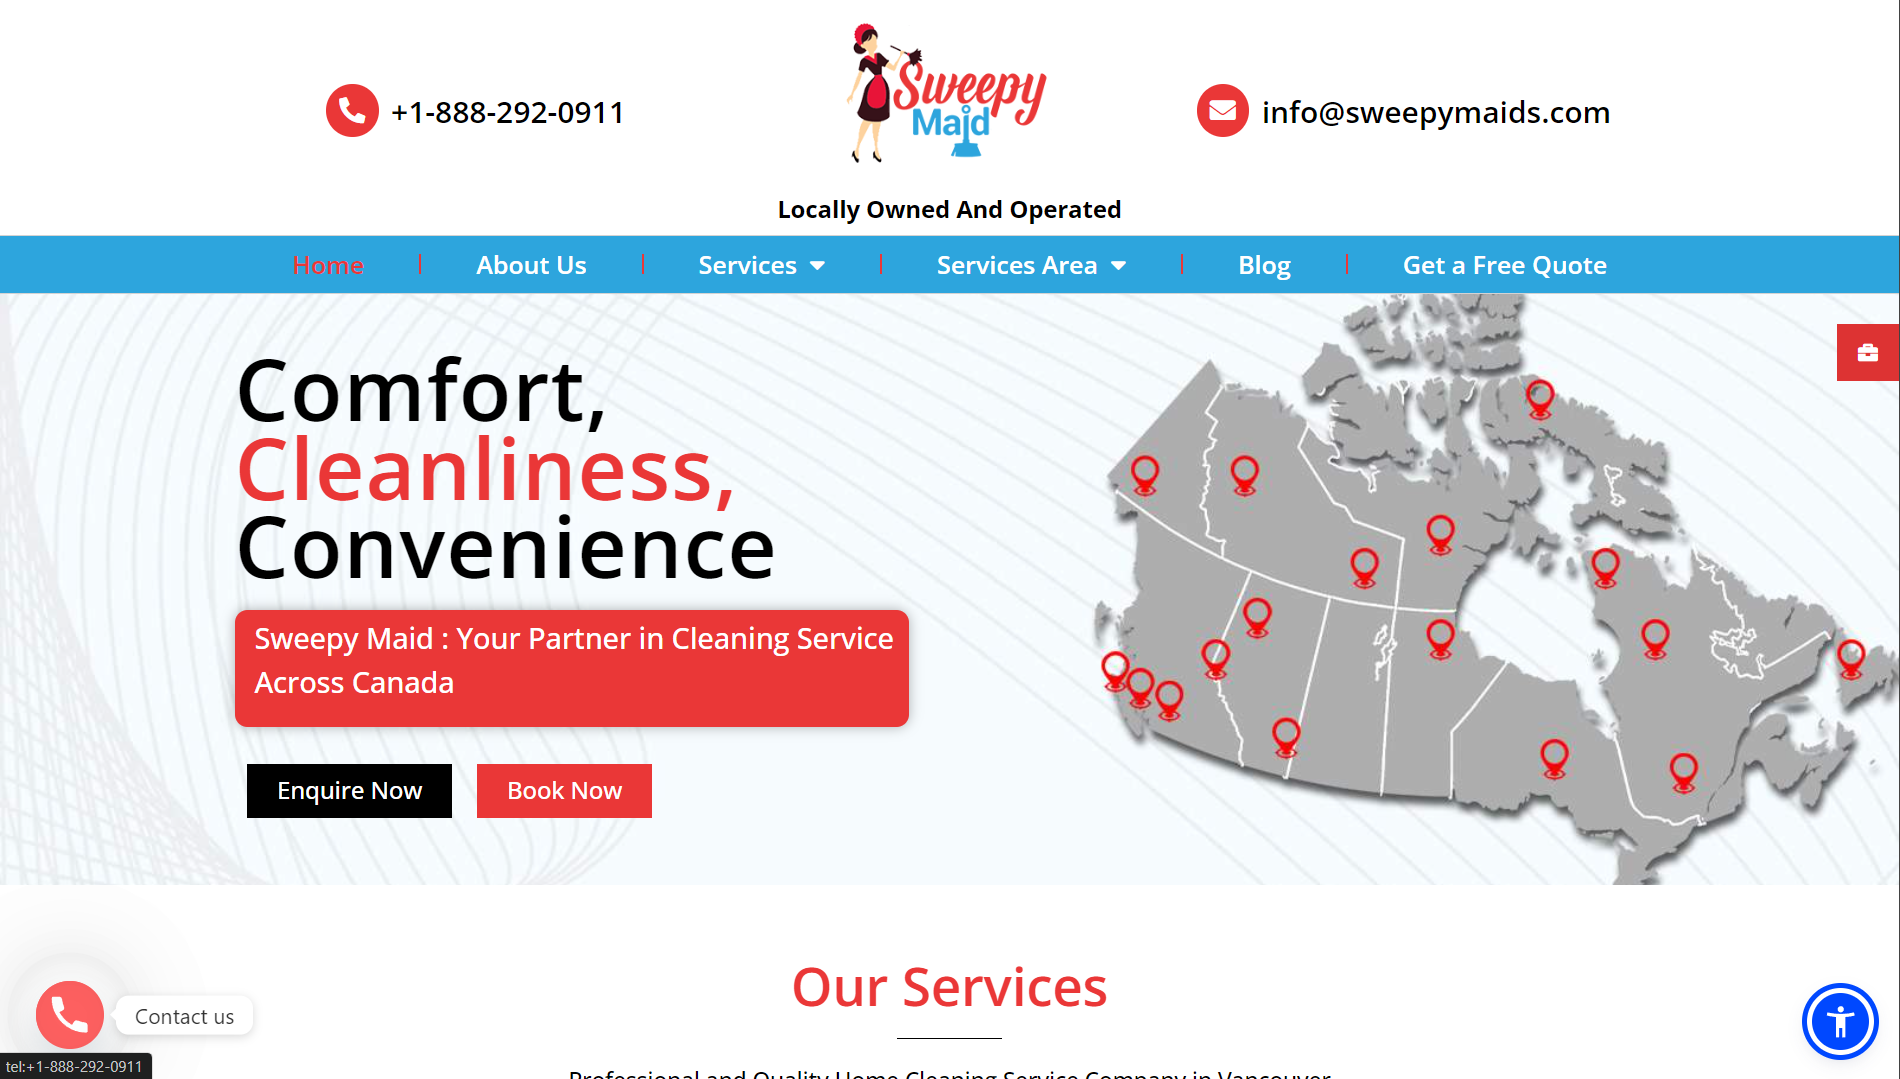 +1-888-292-0911
Sweepy
Maid
info@sweepymaids.com
Locally Owned And Operated
Home
About Us
Services
Services Area
Blog
Get a Free Quote
Comfort,
Cleanliness,
Convenience
Sweepy Maid : Your Partner in Cleaning Service
Across Canada
Enquire Now
Book Now
Our Services
Contact us
tel:+1-888-292-0911
Professional and Quality Home Cleaning Service Company in Vancouver